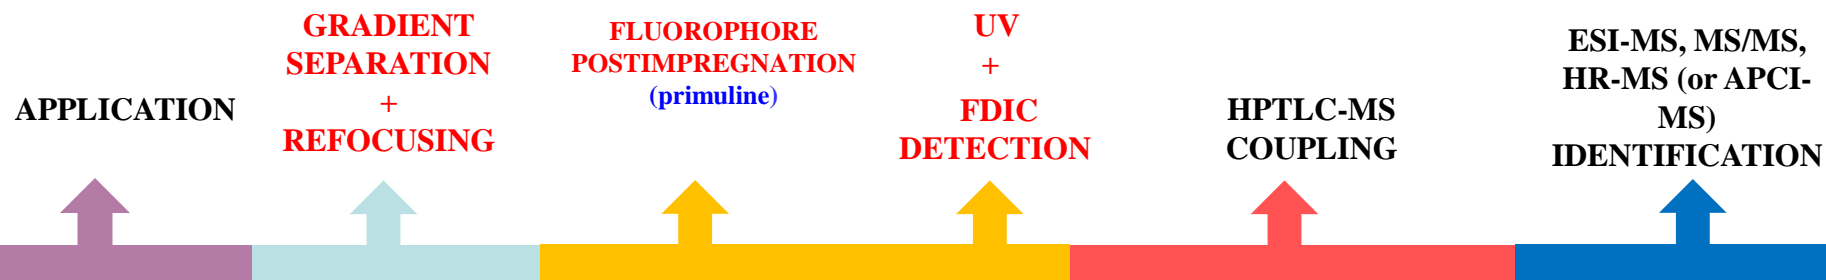 APPLICATION
GRADIENT
SEPARATION
+
REFOCUSING
FLUOROPHORE
POSTIMPREGNATION
(primuline)
UV
+
FDIC
DETECTION
HPTLC-MS
COUPLING
ESI-MS, MS/MS,
HR-MS (or APCI-
MS)
IDENTIFICATION